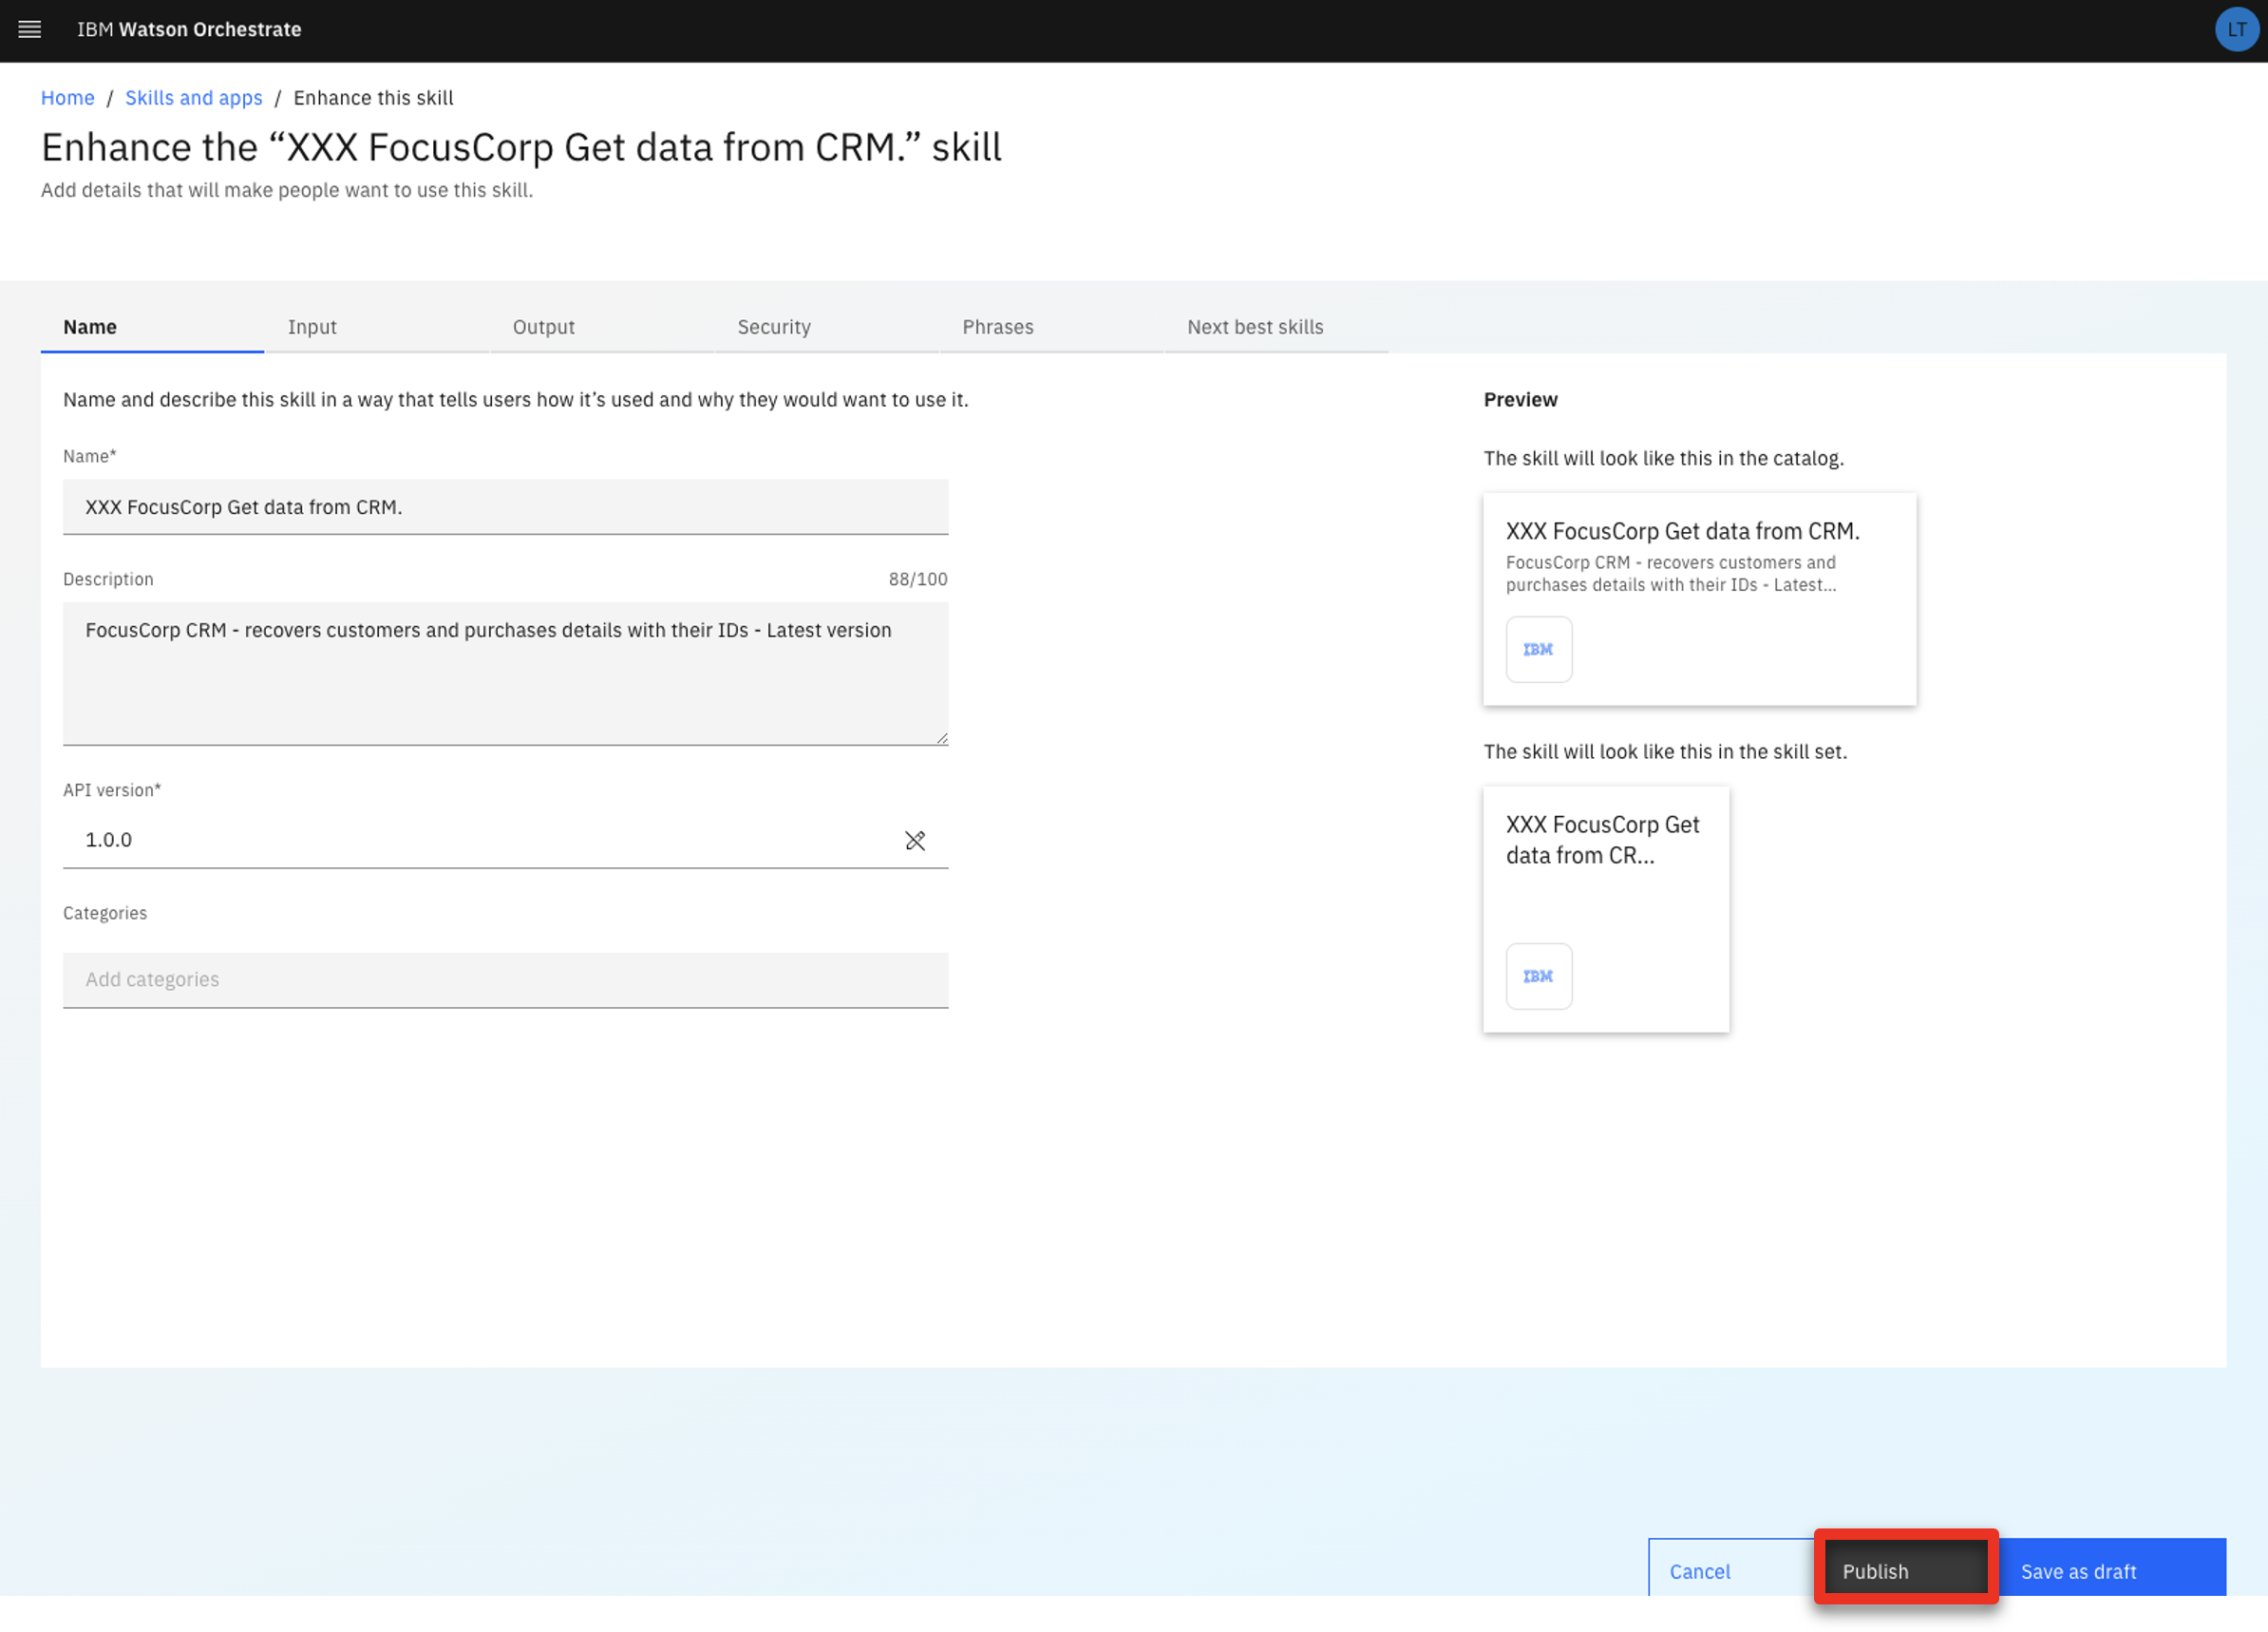 IBM Watson Orchestrate
LT
Home / Skills and apps / Enhance this skill
Enhance the “XXX FocusCorp Get data from CRM.” skill
Add details that will make people want to use this skill.
Name
Input
Output
Security
Phrases
Next best skills
Name and describe this skill in a way that tells users how it’s used and why they would want to use it.
Name*
XXX FocusCorp Get data from CRM.
Description
88/100
FocusCorp CRM - recovers customers and purchases details with their IDs - Latest version
API version*
1.0.0
Categories
Add categories
Preview
The skill will look like this in the catalog.
XXX FocusCorp Get data from CRM.
FocusCorp CRM - recovers customers and
purchases details with their IDs - Latest...
IBM
The skill will look like this in the skill set.
XXX FocusCorp Get
data from CR...
IBM
Cancel
Publish
Save as draft